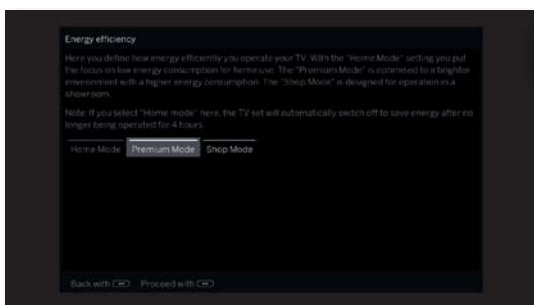 Energy efficiency
Here you define how energy efficiently you operate your TV. With the "Home Mode" setting you put
the focus on low energy consumption for home use. The "Premium Mode" is optimised to a brighter
environment with a higher energy consumption. The "Shop Mode" is designed for operation in a
showroom.
Note: If you select "Home mode" here, the TV set will automatically switch off to save energy after no
longer being operated for 4 hours.
Home Mode Premium Mode Shop Mode
Back with Proceed with